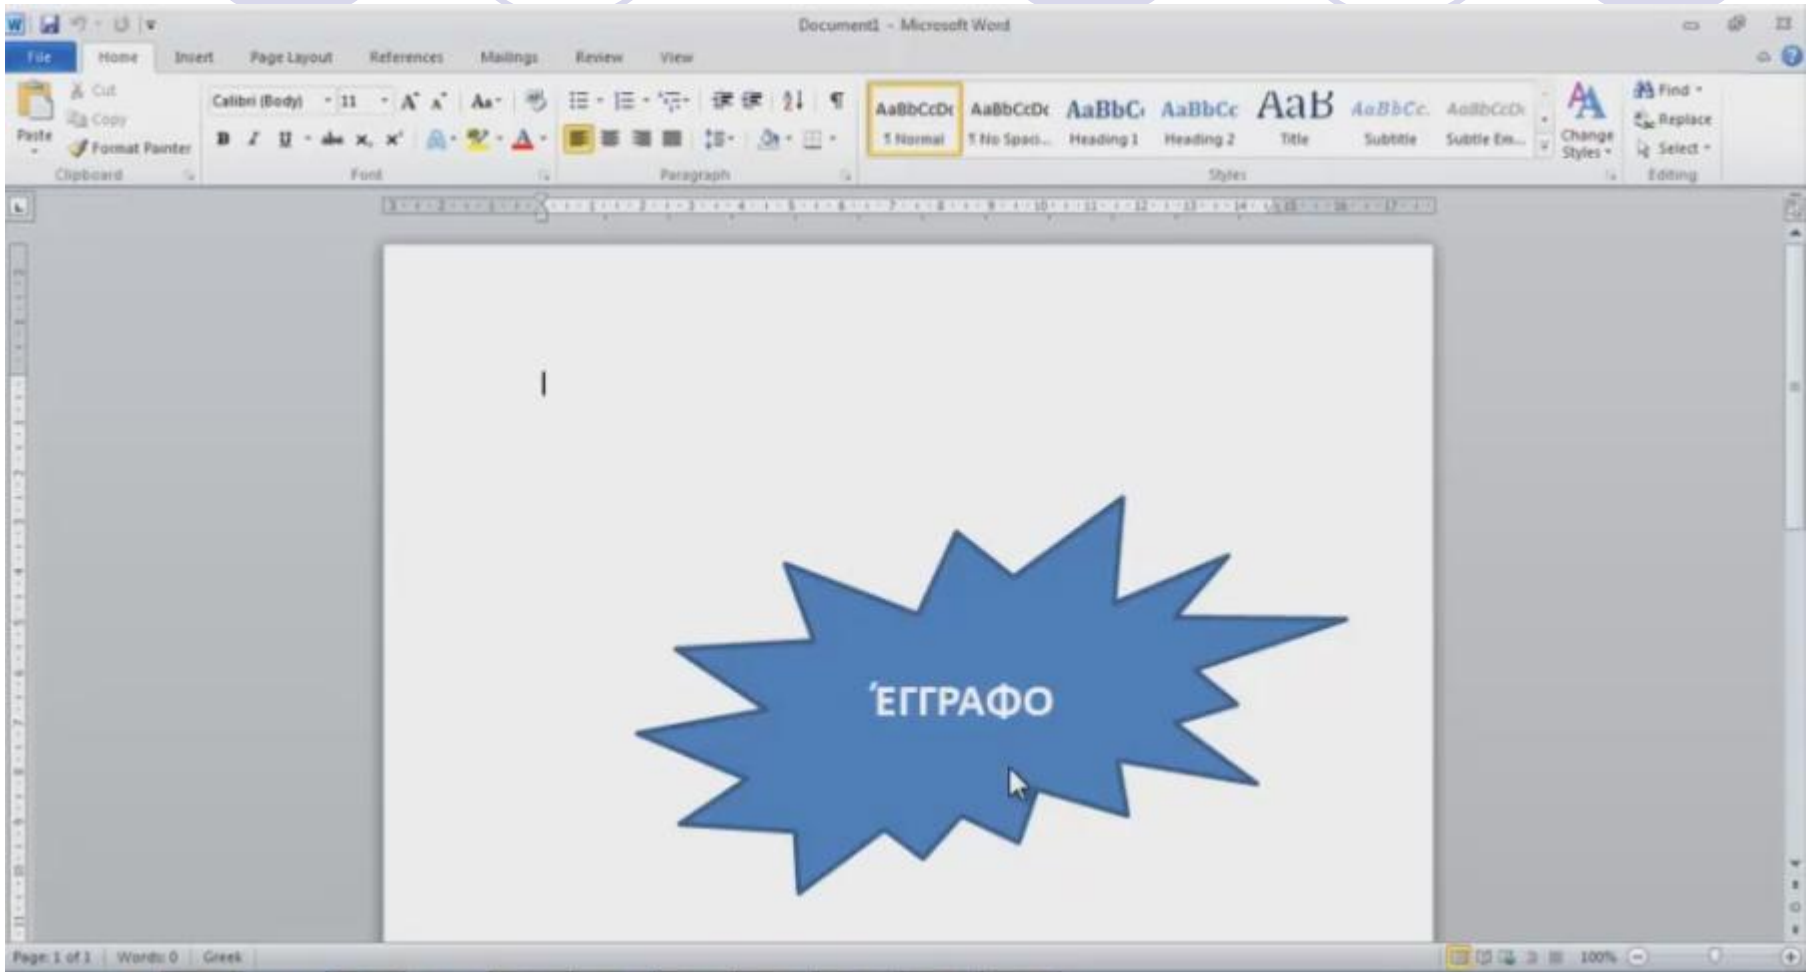 Document1 - Microsoft Word
File Home Insert Page Layout References Mailings Review View
Paste
Cut
Copy
Format Painter
Clipboard
Calibri (Body) 11
Font
Paragraph
AaBbCcDc AaBbCcDc AaBbC AaBbCc AaB AaBbCc. AaBbCcDc
¶ Normal ¶ No Spaci... Heading 1 Heading 2 Title Subtitle Subtle Em...
Styles
Change Styles
Find
Replace
Select
Editing
ΈΓΓΡΑΦΟ
Page: 1 of 1 Words: 0 Greek 100%